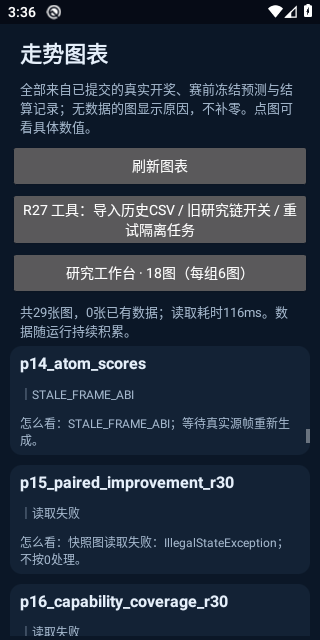 3:36
走势图表
全部来自已提交的真实开奖、赛前冻结预测与结
算记录；无数据的图显示原因，不补零。点图可
看具体数值。
刷新图表
R27 工具：导入历史CSV / 旧研究链开关 / 重
试隔离任务
研究工作台 · 18图（每组6图）
共29张图，0张已有数据；读取耗时116ms。数
据随运行持续积累。
p14_atom_scores
｜STALE_FRAME_ABI
怎么看：STALE_FRAME_ABI；等待真实源帧重新生
成。
p15_paired_improvement_r30
｜读取失败
怎么看：快照图读取失败：IllegalStateException；
不按0处理。
p16_capability_coverage_r30
｜读取失败